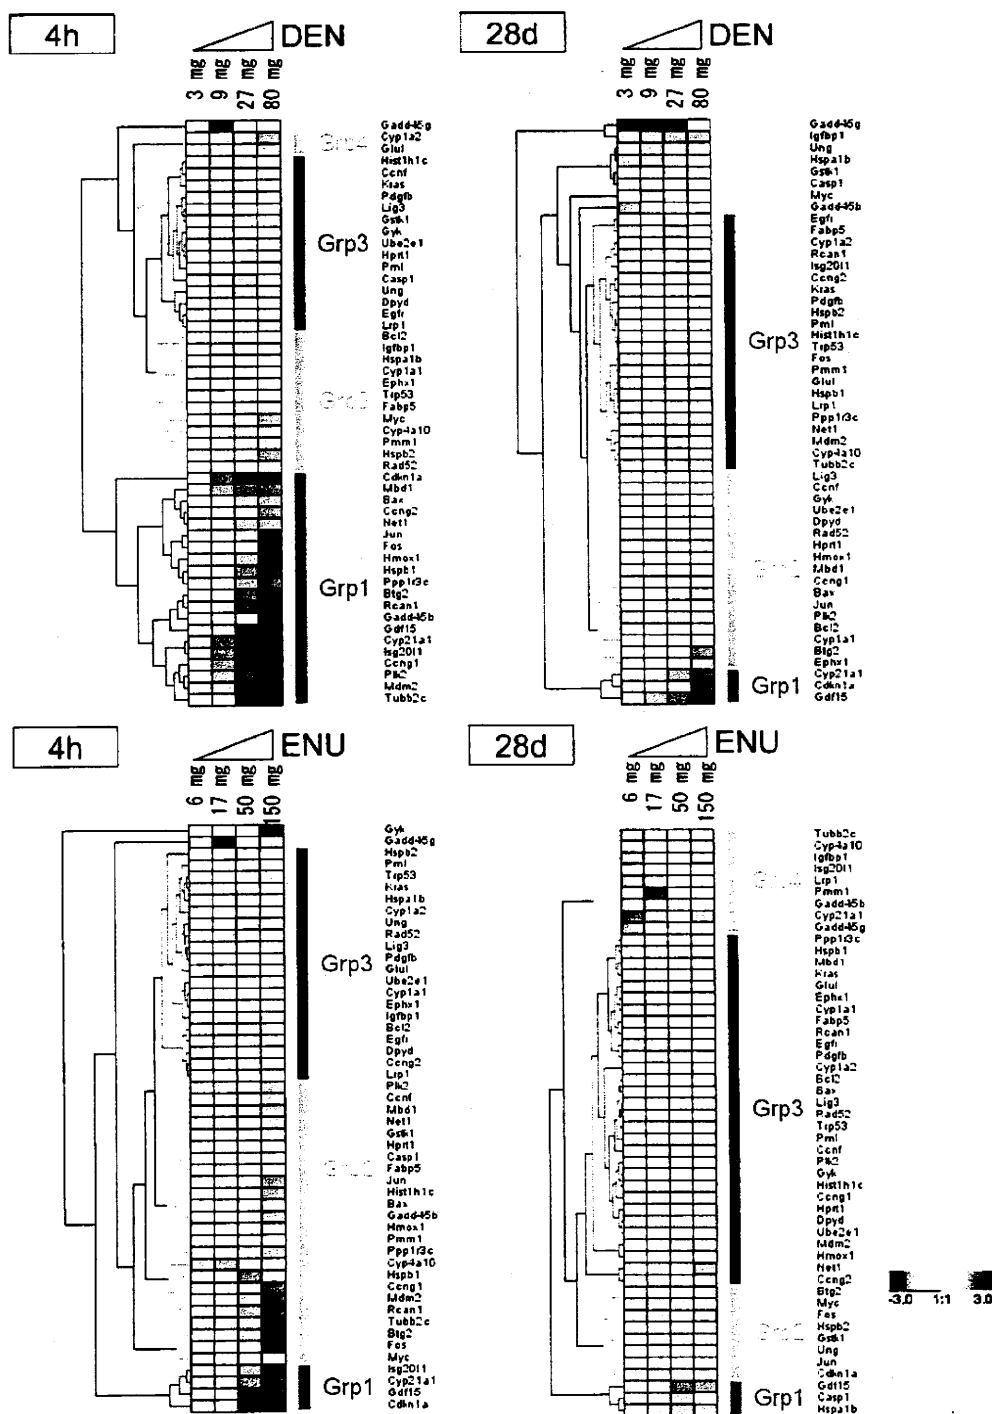 4h
DEN
3 mg
9 mg
27 mg
80 mg
Gadd45g
Cyp1a2
Glul
Hist1h1c
Ccnf
Kras
Pdgfb
Lig3
Gstk1
Gyk
Ube2e1
Hprt1
Pml
Casp1
Ung
Dpyd
Egfr
Lrp1
Bcl2
Igfbp1
Hspa1b
Cyp1a1
Ephx1
Trp53
Fabp5
Myc
Cyp4a10
Pmm1
Hspb2
Rad52
Cdkn1a
Mbd1
Bax
Ccng2
Net1
Jun
Fos
Hmox1
Hspb1
Ppp1r3c
Btg2
Rcan1
Gadd45b
Gdf15
Cyp21a1
Isg20l1
Ccng1
Plk2
Mdm2
Tubb2c
Grp4
Grp3
Grp2
Grp1
28d
DEN
3 mg
9 mg
27 mg
80 mg
Gadd45g
Igfbp1
Ung
Hspa1b
Gstk1
Casp1
Myc
Gadd45b
Egfr
Fabp5
Cyp1a2
Rcan1
Isg20l1
Ccng2
Kras
Pdgfb
Hspb2
Pml
Hist1h1c
Trp53
Fos
Pmm1
Glul
Hspb1
Lrp1
Ppp1r3c
Net1
Mdm2
Cyp4a10
Tubb2c
Lig3
Ccnf
Gyk
Ube2e1
Dpyd
Rad52
Hprt1
Hmox1
Mbd1
Ccng1
Bax
Jun
Plk2
Bcl2
Cyp1a1
Btg2
Ephx1
Cyp21a1
Cdkn1a
Gdf15
Grp3
Grp2
Grp1
4h
ENU
6 mg
17 mg
50 mg
150 mg
Gyk
Gadd45g
Hspb2
Pml
Trp53
Kras
Hspa1b
Cyp1a2
Ung
Rad52
Lig3
Pdgfb
Glul
Ube2e1
Cyp1a1
Ephx1
Igfbp1
Bcl2
Egfr
Dpyd
Ccng2
Lrp1
Plk2
Ccnf
Mbd1
Net1
Gstk1
Hprt1
Casp1
Fabp5
Jun
Hist1h1c
Bax
Gadd45b
Hmox1
Pmm1
Ppp1r3c
Cyp4a10
Hspb1
Ccng1
Mdm2
Rcan1
Tubb2c
Btg2
Fos
Myc
Isg20l1
Cyp21a1
Gdf15
Cdkn1a
Grp3
Grp2
Grp1
28d
ENU
6 mg
17 mg
50 mg
150 mg
Tubb2c
Cyp4a10
Igfbp1
Isg20l1
Lrp1
Pmm1
Gadd45b
Cyp21a1
Gadd45g
Ppp1r3c
Hspb1
Mbd1
Kras
Glul
Ephx1
Cyp1a1
Fabp5
Rcan1
Egfr
Pdgfb
Cyp1a2
Bcl2
Bax
Lig3
Rad52
Trp53
Pml
Ccnf
Plk2
Gyk
Hist1h1c
Ccng1
Hprt1
Dpyd
Ube2e1
Mdm2
Hmox1
Net1
Ccng2
Btg2
Myc
Fos
Hspb2
Gstk1
Ung
Jun
Cdkn1a
Gdf15
Casp1
Hspa1b
Grp4
Grp3
Grp2
Grp1
-3.0 1:1 3.0